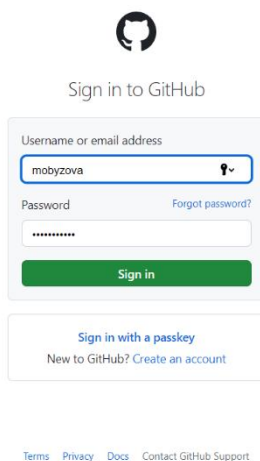 Sign in to GitHub
Username or email address
mobyzova
Password Forgot password?
•••••••••••
Sign in
Sign in with a passkey
New to GitHub? Create an account
Terms Privacy Docs Contact GitHub Support